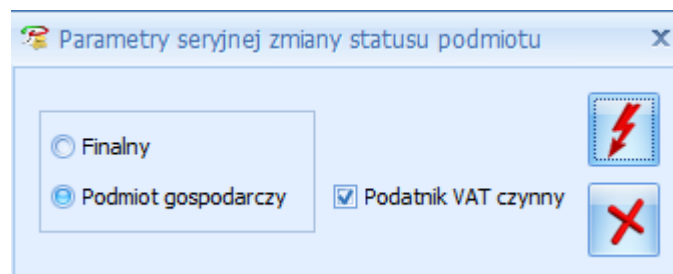 Parametry seryjnej zmiany statusu podmiotu
Finalny
Podmiot gospodarczy
Podatnik VAT czynny